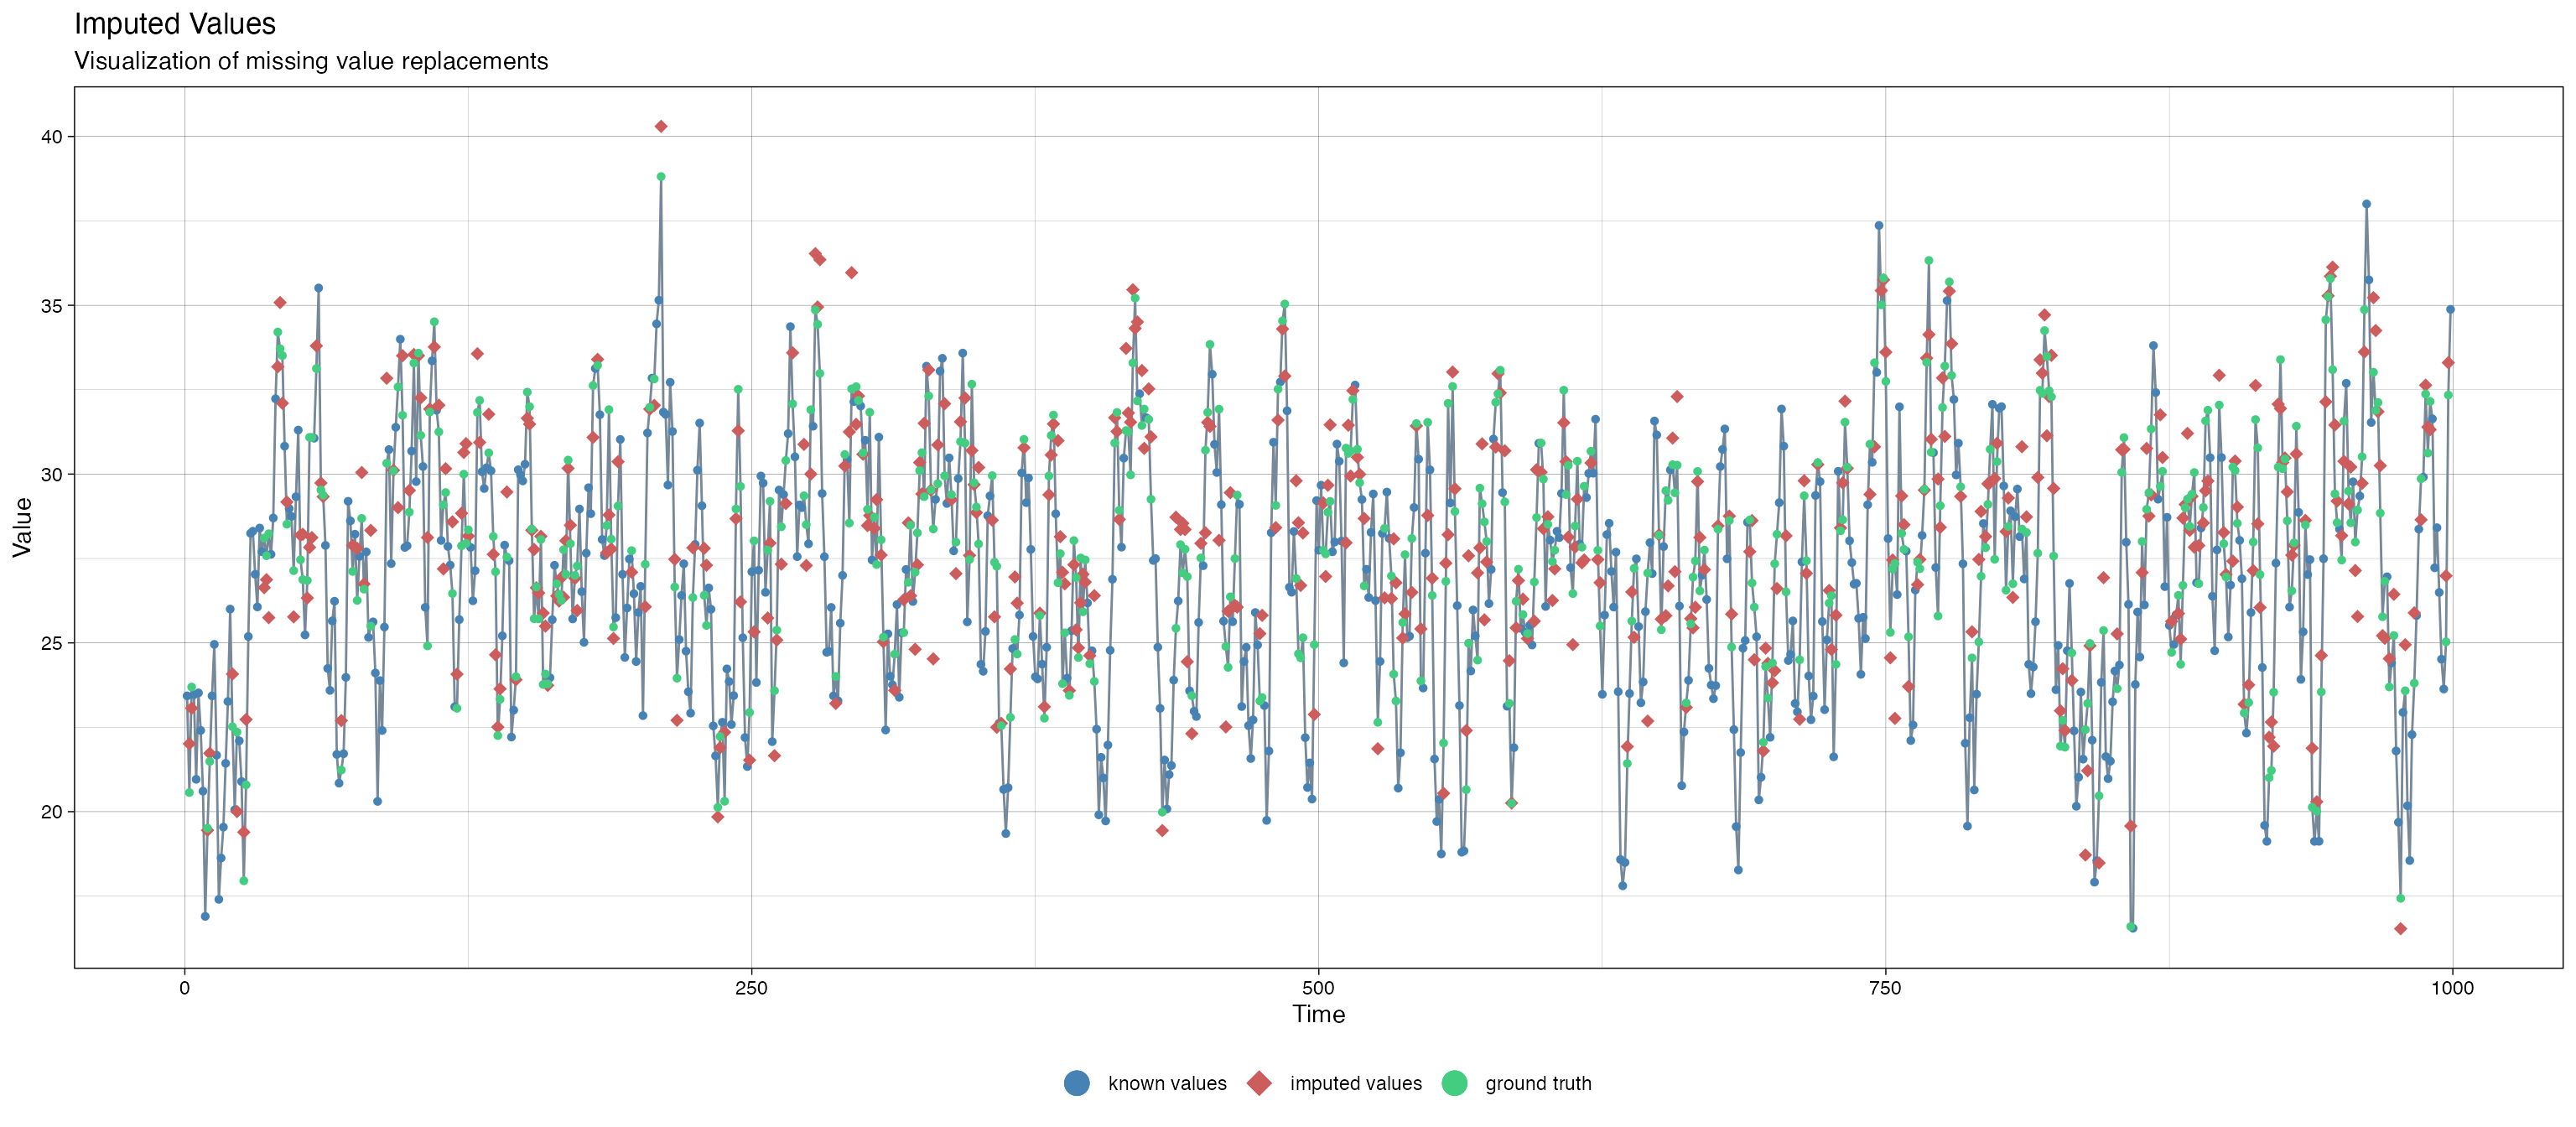 Imputed Values
Visualization of missing value replacements
40
35
30
25
20
Value
0 250 500 750 1000
Time
known values imputed values ground truth